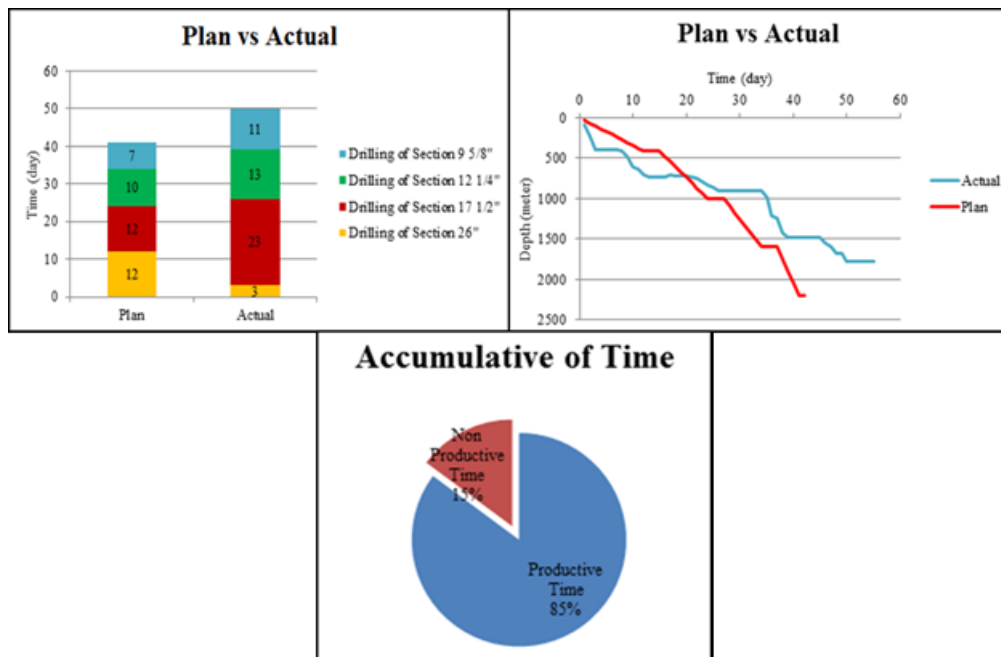 Plan vs Actual
Time (day)
60
50
40
30
20
10
0
7
10
12
12
11
13
23
3
Plan
Actual
Drilling of Section 9 5/8"
Drilling of Section 12 1/4"
Drilling of Section 17 1/2"
Drilling of Section 26"
Plan vs Actual
Time (day)
0 10 20 30 40 50 60
0
500
1000
1500
2000
2500
Depth (meter)
Actual
Plan
Accumulative of Time
Non
Productive
Time
15%
Productive
Time
85%